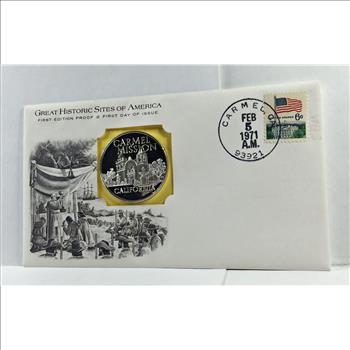 GREAT HISTORIC SITES OF AMERICA
FIRST EDITION PROOF & FIRST DAY OF ISSUE
CARMEL
MISSION
CALIFORNIA
CARMEL
FEB
5
1971
A.M.
93921
6c